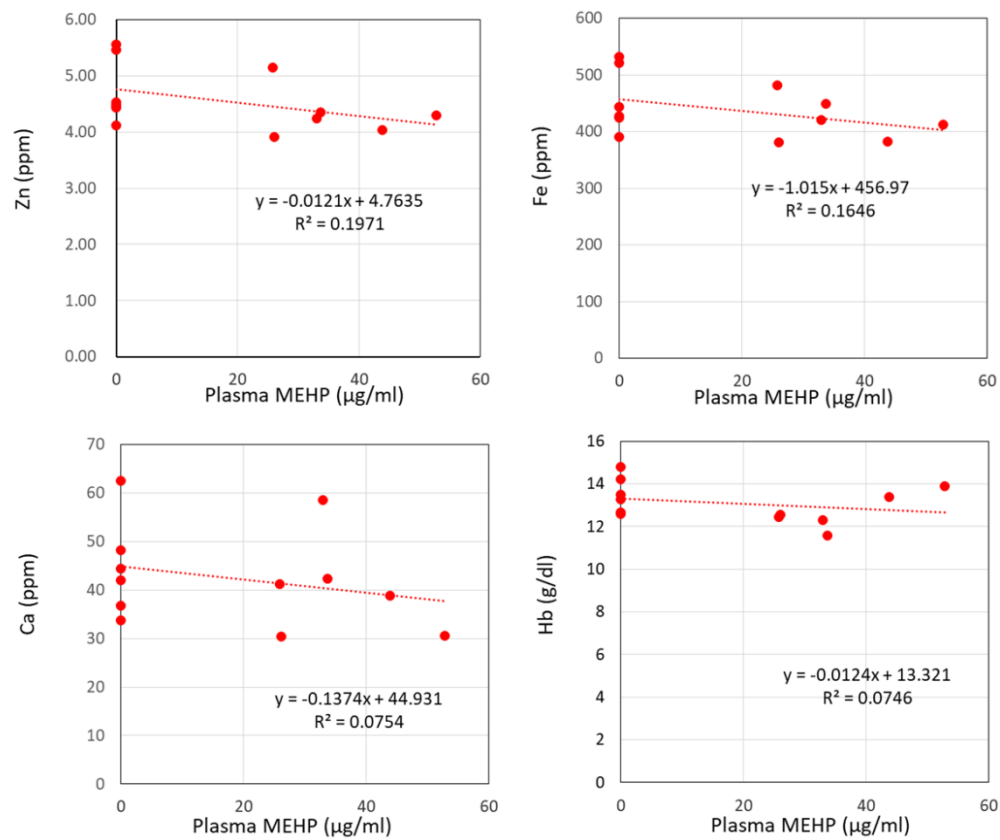 6.00
5.00
4.00
3.00
2.00
1.00
0.00
Zn (ppm)
y = -0.0121x + 4.7635
R² = 0.1971
0 20 40 60
Plasma MEHP (µg/ml)
600
500
400
300
200
100
0
Fe (ppm)
y = -1.015x + 456.97
R² = 0.1646
0 20 40 60
Plasma MEHP (µg/ml)
70
60
50
40
30
20
10
0
Ca (ppm)
y = -0.1374x + 44.931
R² = 0.0754
0 20 40 60
Plasma MEHP (µg/ml)
16
14
12
10
8
6
4
2
0
Hb (g/dl)
y = -0.0124x + 13.321
R² = 0.0746
0 20 40 60
Plasma MEHP (µg/ml)